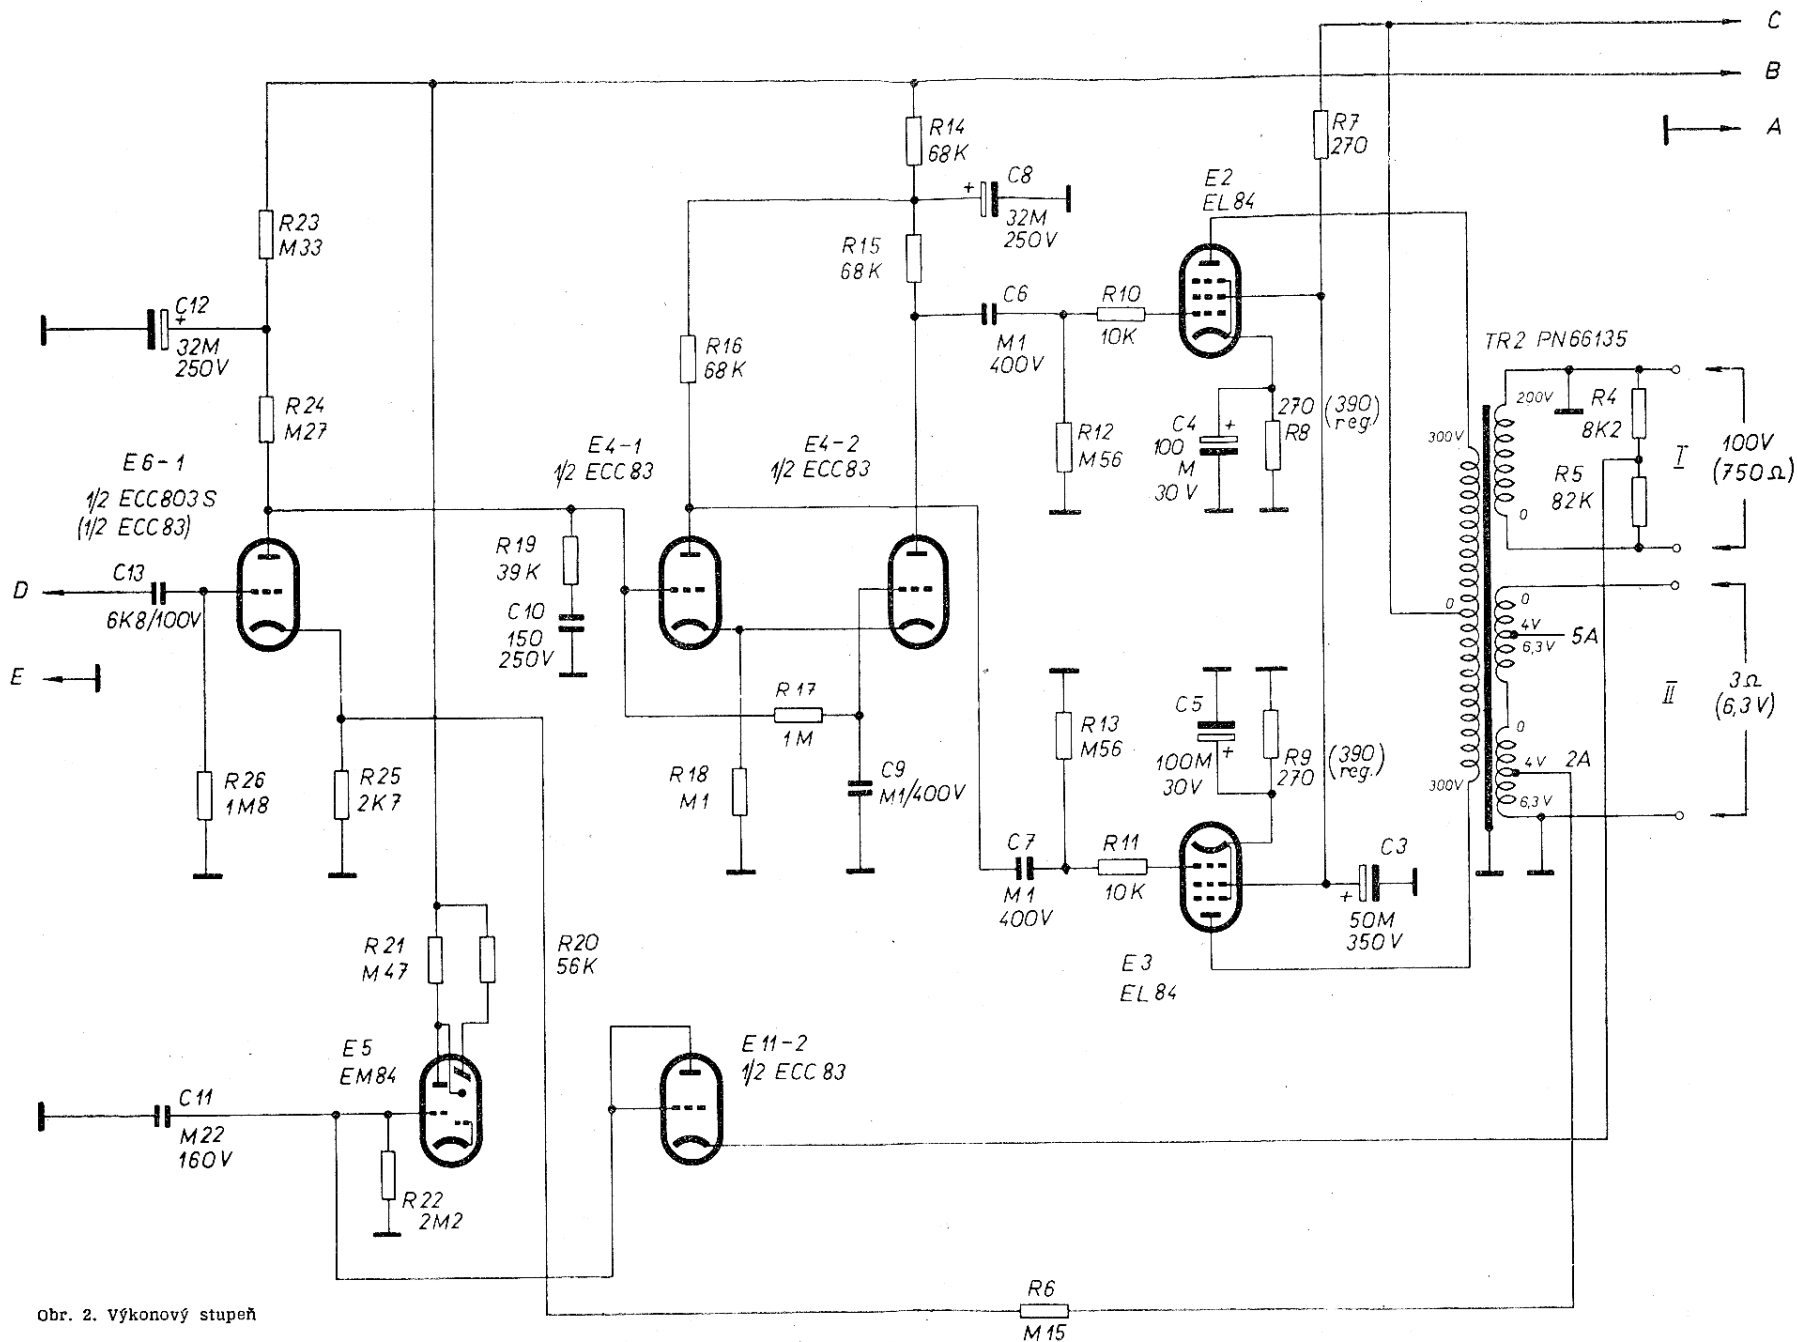 C
B
A
R14
68K
R7
270
C8
+
32M
250V
E2
EL84
R23
M33
R15
68K
C12
+
32M
250V
C6
M1
400V
R10
10K
R16
68K
TR2 PN66135
R24
M27
200V
R4
8K2
I
100V
(750Ω)
270 (390)
reg.
R8
C4
+
100
M
30V
R12
M56
300V
E6-1
1/2 ECC803S
(1/2 ECC83)
E4-1
1/2 ECC83
E4-2
1/2 ECC83
R5
82K
0
R19
39K
C13
6K8/100V
D
C10
150
250V
0
0
4V
6,3V
5A
E
II
3Ω
(6,3V)
R17
1M
R13
M56
C5
100M
30V
+
R9
270
(390)
reg.
0
4V
2A
6,3V
300V
R26
1M8
R25
2K7
R18
M1
C9
M1/400V
C7
M1
400V
R11
10K
C3
+
50M
350V
R21
M47
R20
56K
E3
EL84
E5
EM84
E11-2
1/2 ECC83
C11
M22
160V
R22
2M2
R6
M15
Obr. 2. Výkonový stupeň